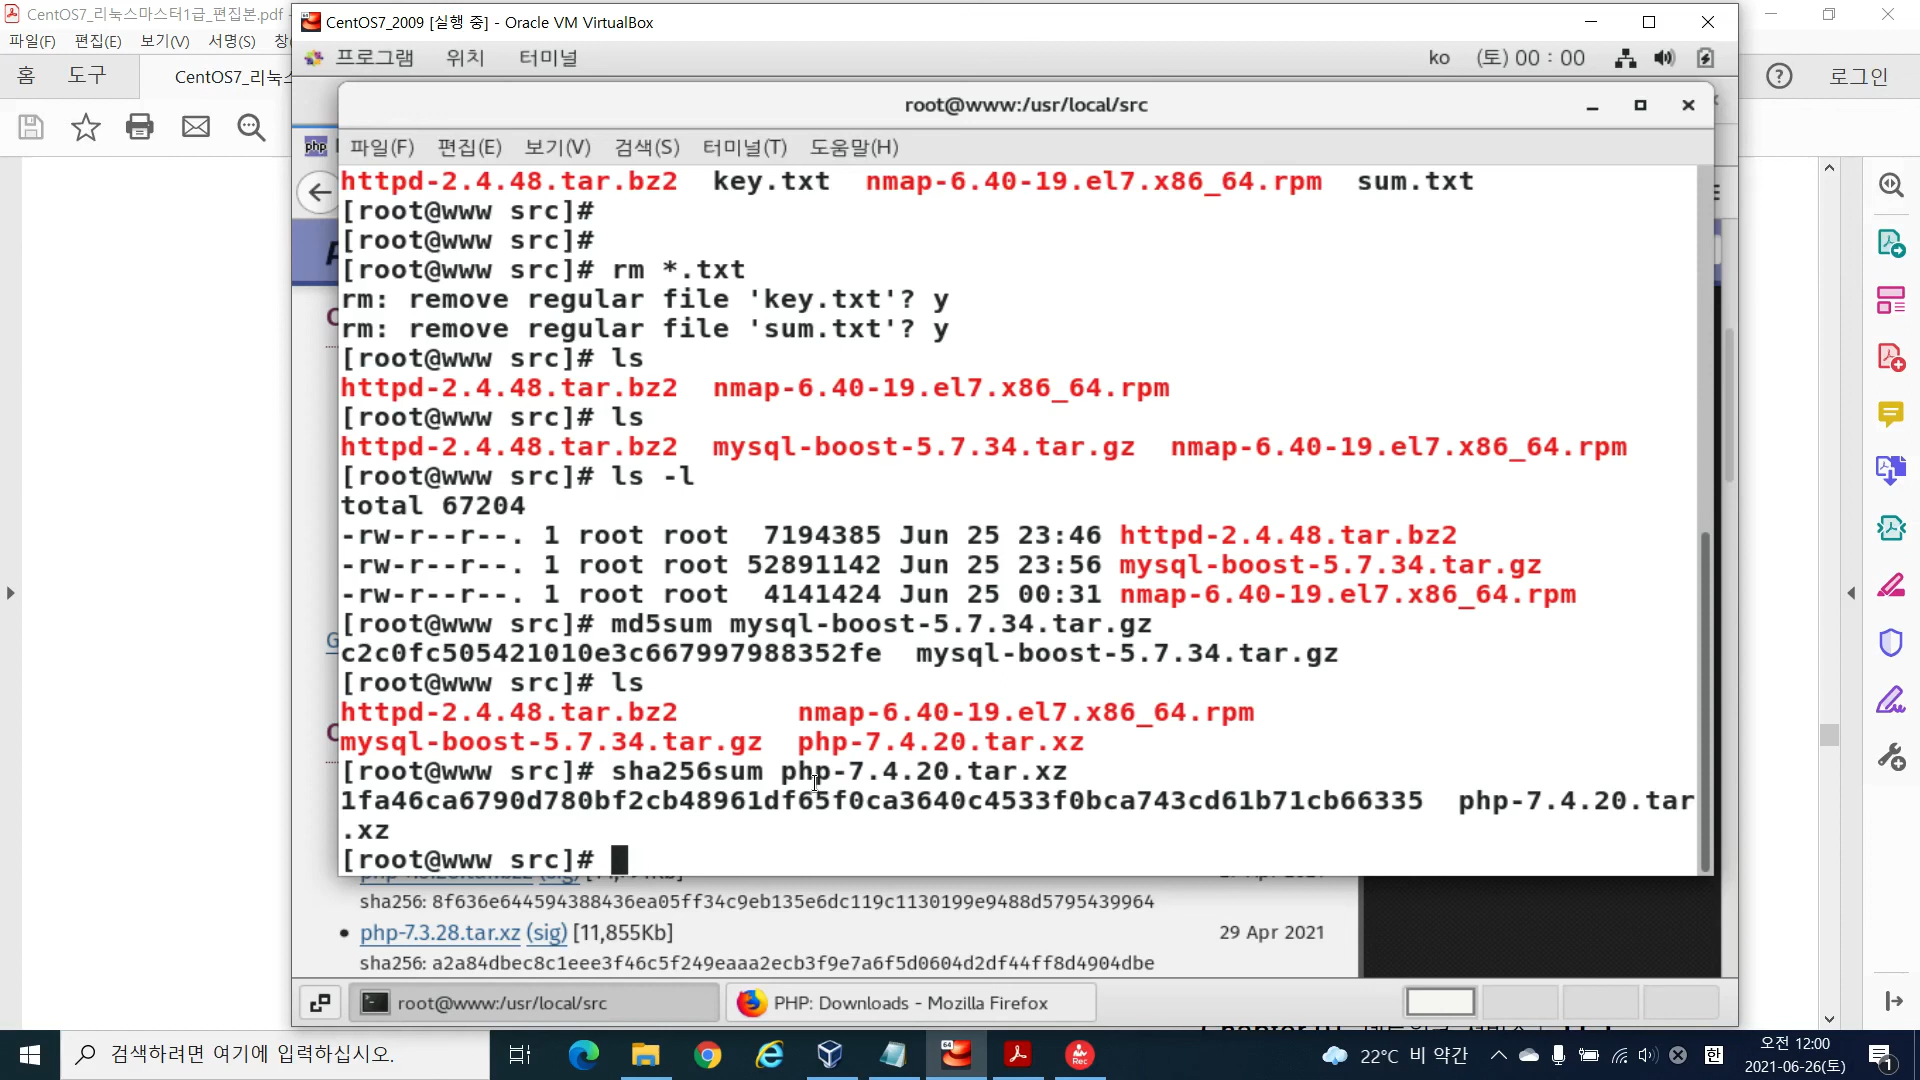 CentOS7_리눅스마스터1급_편집본.pdf -
파일(F) 편집(E) 보기(V) 서명(S) 창
홈 도구 CentOS7_리눅
로그인
CentOS7_2009 [실행 중] - Oracle VM VirtualBox
프로그램 위치 터미널 ko (토) 00 : 00
root@www:/usr/local/src
php
파일(F) 편집(E) 보기(V) 검색(S) 터미널(T) 도움말(H)
httpd-2.4.48.tar.bz2 key.txt nmap-6.40-19.el7.x86_64.rpm sum.txt
[root@www src]#
[root@www src]#
[root@www src]# rm *.txt
rm: remove regular file 'key.txt'? y
rm: remove regular file 'sum.txt'? y
[root@www src]# ls
httpd-2.4.48.tar.bz2 nmap-6.40-19.el7.x86_64.rpm
[root@www src]# ls
httpd-2.4.48.tar.bz2 mysql-boost-5.7.34.tar.gz nmap-6.40-19.el7.x86_64.rpm
[root@www src]# ls -l
total 67204
-rw-r--r--. 1 root root 7194385 Jun 25 23:46 httpd-2.4.48.tar.bz2
-rw-r--r--. 1 root root 52891142 Jun 25 23:56 mysql-boost-5.7.34.tar.gz
-rw-r--r--. 1 root root 4141424 Jun 25 00:31 nmap-6.40-19.el7.x86_64.rpm
[root@www src]# md5sum mysql-boost-5.7.34.tar.gz
c2c0fc505421010e3c667997988352fe mysql-boost-5.7.34.tar.gz
[root@www src]# ls
httpd-2.4.48.tar.bz2 nmap-6.40-19.el7.x86_64.rpm
mysql-boost-5.7.34.tar.gz php-7.4.20.tar.xz
[root@www src]# sha256sum php-7.4.20.tar.xz
1fa46ca6790d780bf2cb48961df65f0ca3640c4533f0bca743cd61b71cb66335 php-7.4.20.tar
.xz
[root@www src]#
sha256: 8f636e644594388436ea05ff34c9eb135e6dc119c1130199e9488d5795439964
• php-7.3.28.tar.xz (sig) [11,855Kb] 29 Apr 2021
sha256: a2a84dbec8c1eee3f46c5f249eaaa2ecb3f9e7a6f5d0604d2df44ff8d4904dbe
root@www:/usr/local/src PHP: Downloads - Mozilla Firefox
검색하려면 여기에 입력하십시오.
64
Rec
22°C 비 약간
한
오전 12:00
2021-06-26(토)
1